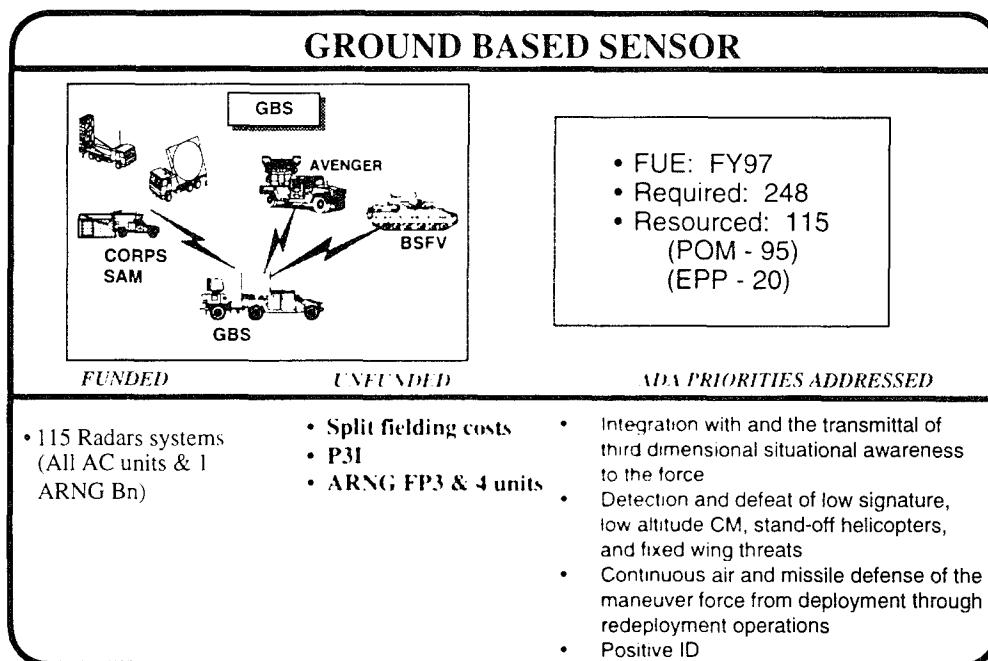 GROUND BASED SENSOR
GBS
AVENGER
BSFV
CORPS
SAM
GBS
• FUE: FY97
• Required: 248
• Resourced: 115
(POM - 95)
(EPP - 20)
FUNDED
UNFUNDED
ADA PRIORITIES ADDRESSED
• 115 Radars systems
(All AC units & 1
ARNG Bn)
• Split fielding costs
• P3I
• ARNG FP3 & 4 units
• Integration with and the transmittal of
third dimensional situational awareness
to the force
• Detection and defeat of low signature,
low altitude CM, stand-off helicopters,
and fixed wing threats
• Continuous air and missile defense of the
maneuver force from deployment through
redeployment operations
• Positive ID